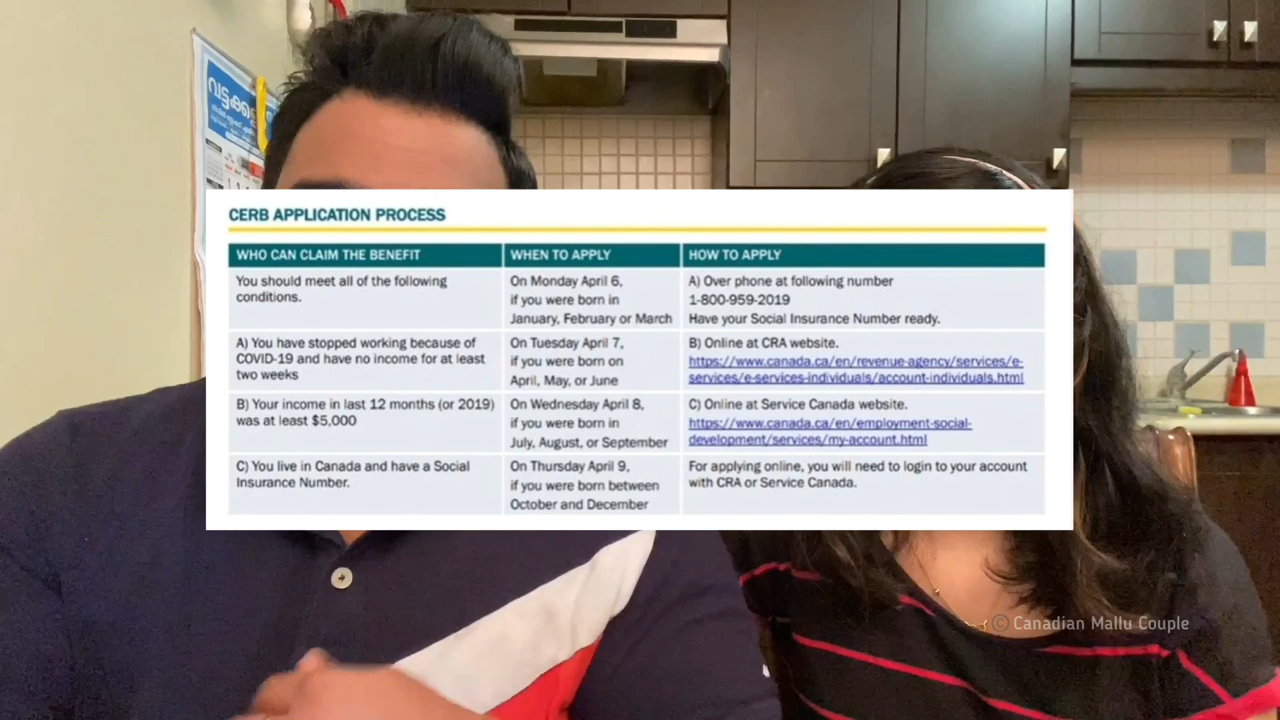 വാട്ടക്കേ
CERB APPLICATION PROCESS
WHO CAN CLAIM THE BENEFIT
WHEN TO APPLY
HOW TO APPLY
You should meet all of the following
conditions.
On Monday April 6,
if you were born in
January, February or March
A) Over phone at following number
1-800-959-2019
Have your Social Insurance Number ready.
A) You have stopped working because of
COVID-19 and have no income for at least
two weeks
On Tuesday April 7,
if you were born on
April, May, or June
B) Online at CRA website.
https://www.canada.ca/en/revenue-agency/services/e-
services/e-services-individuals/account-individuals.html
B) Your income in last 12 months (or 2019)
was at least $5,000
On Wednesday April 8,
if you were born in
July, August, or September
C) Online at Service Canada website.
https://www.canada.ca/en/employment-social-
development/services/my-account.html
C) You live in Canada and have a Social
Insurance Number.
On Thursday April 9,
if you were born between
October and December
For applying online, you will need to login to your account
with CRA or Service Canada.
© Canadian Mallu Couple